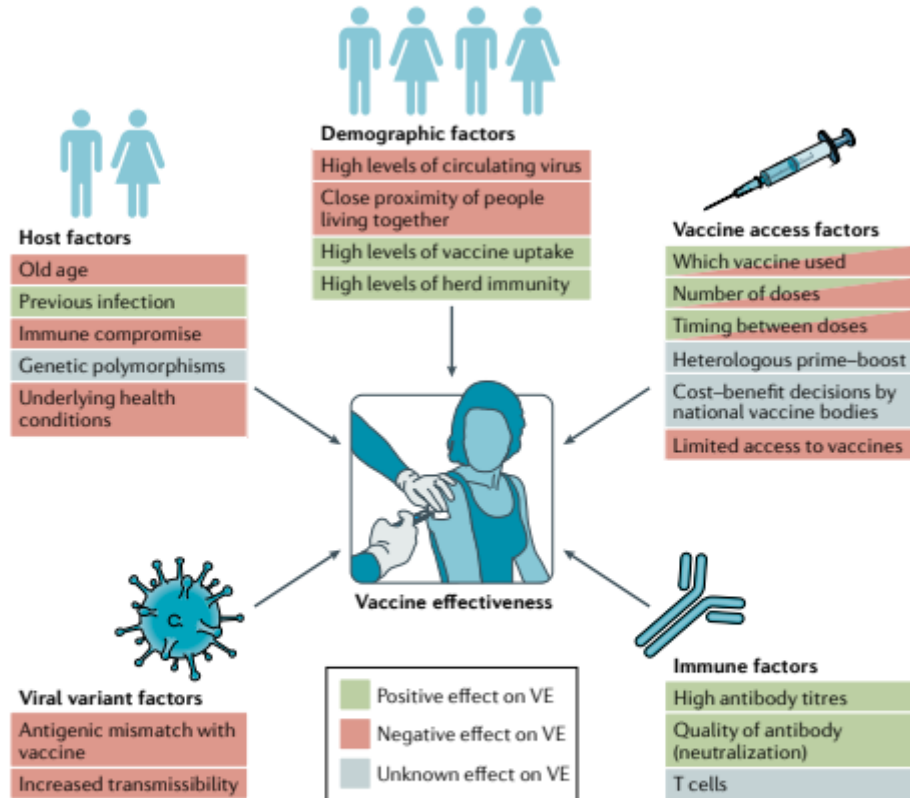 Demographic factors
High levels of circulating virus
Close proximity of people
living together
High levels of vaccine uptake
High levels of herd immunity
Host factors
Old age
Previous infection
Immune compromise
Genetic polymorphisms
Underlying health
conditions
Vaccine access factors
Which vaccine used
Number of doses
Timing between doses
Heterologous prime–boost
Cost–benefit decisions by
national vaccine bodies
Limited access to vaccines
Vaccine effectiveness
C.
Viral variant factors
Antigenic mismatch with
vaccine
Increased transmissibility
Positive effect on VE
Negative effect on VE
Unknown effect on VE
Immune factors
High antibody titres
Quality of antibody
(neutralization)
T cells